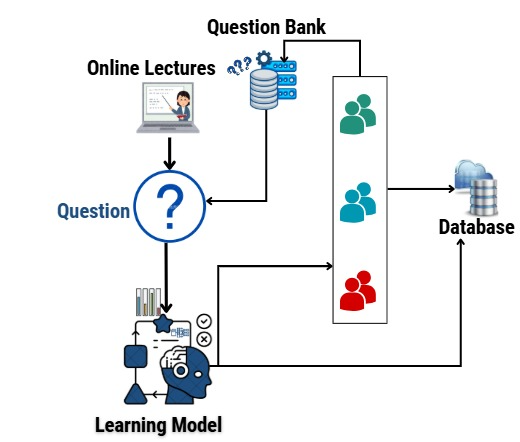 Question Bank
Online Lectures
???
Question
?
Database
Learning Model